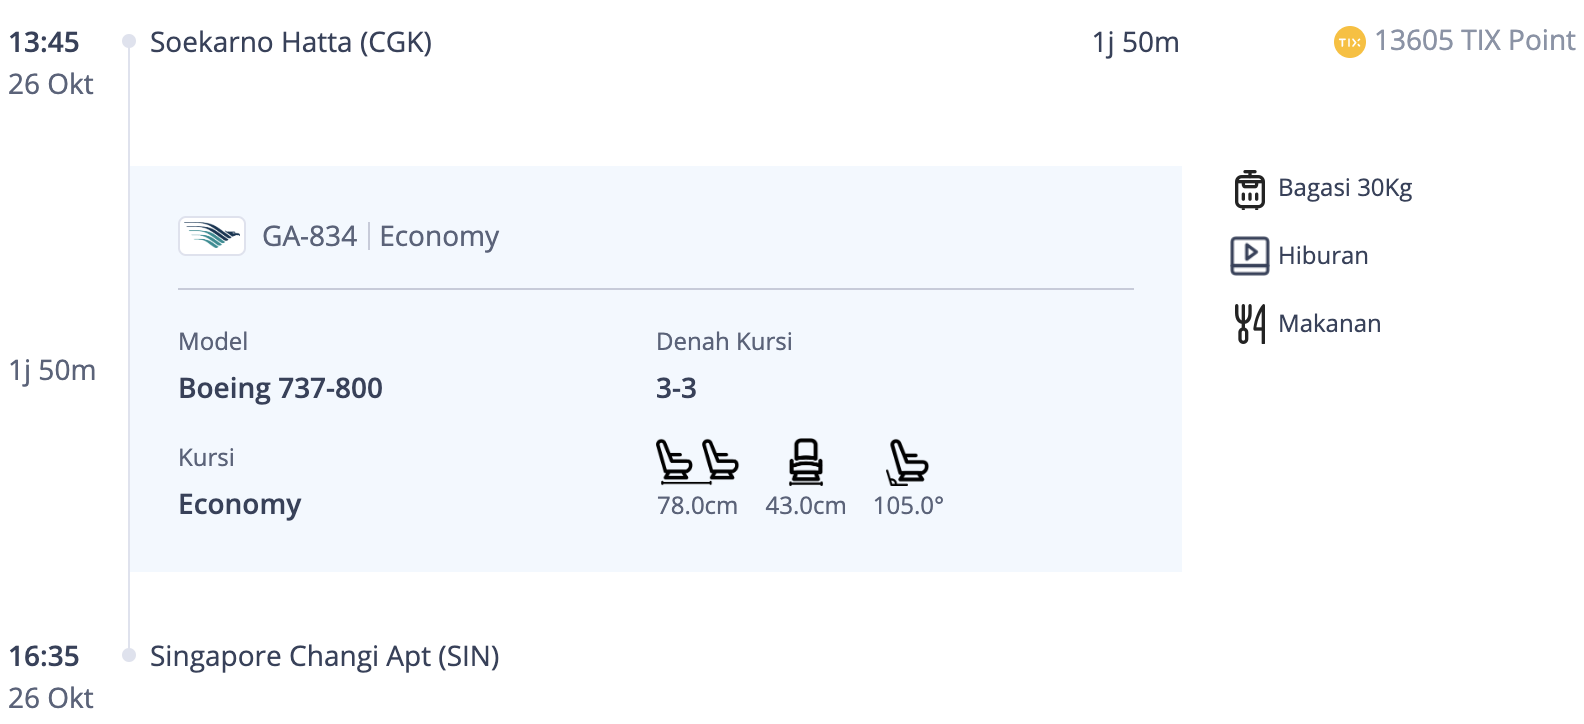 13:45
26 Okt
Soekarno Hatta (CGK)
1j 50m
TIX
13605 TIX Point
GA-834 | Economy
Model
Boeing 737-800
Denah Kursi
3-3
Kursi
Economy
78.0cm
43.0cm
105.0°
1j 50m
Bagasi 30Kg
Hiburan
Makanan
16:35
26 Okt
Singapore Changi Apt (SIN)